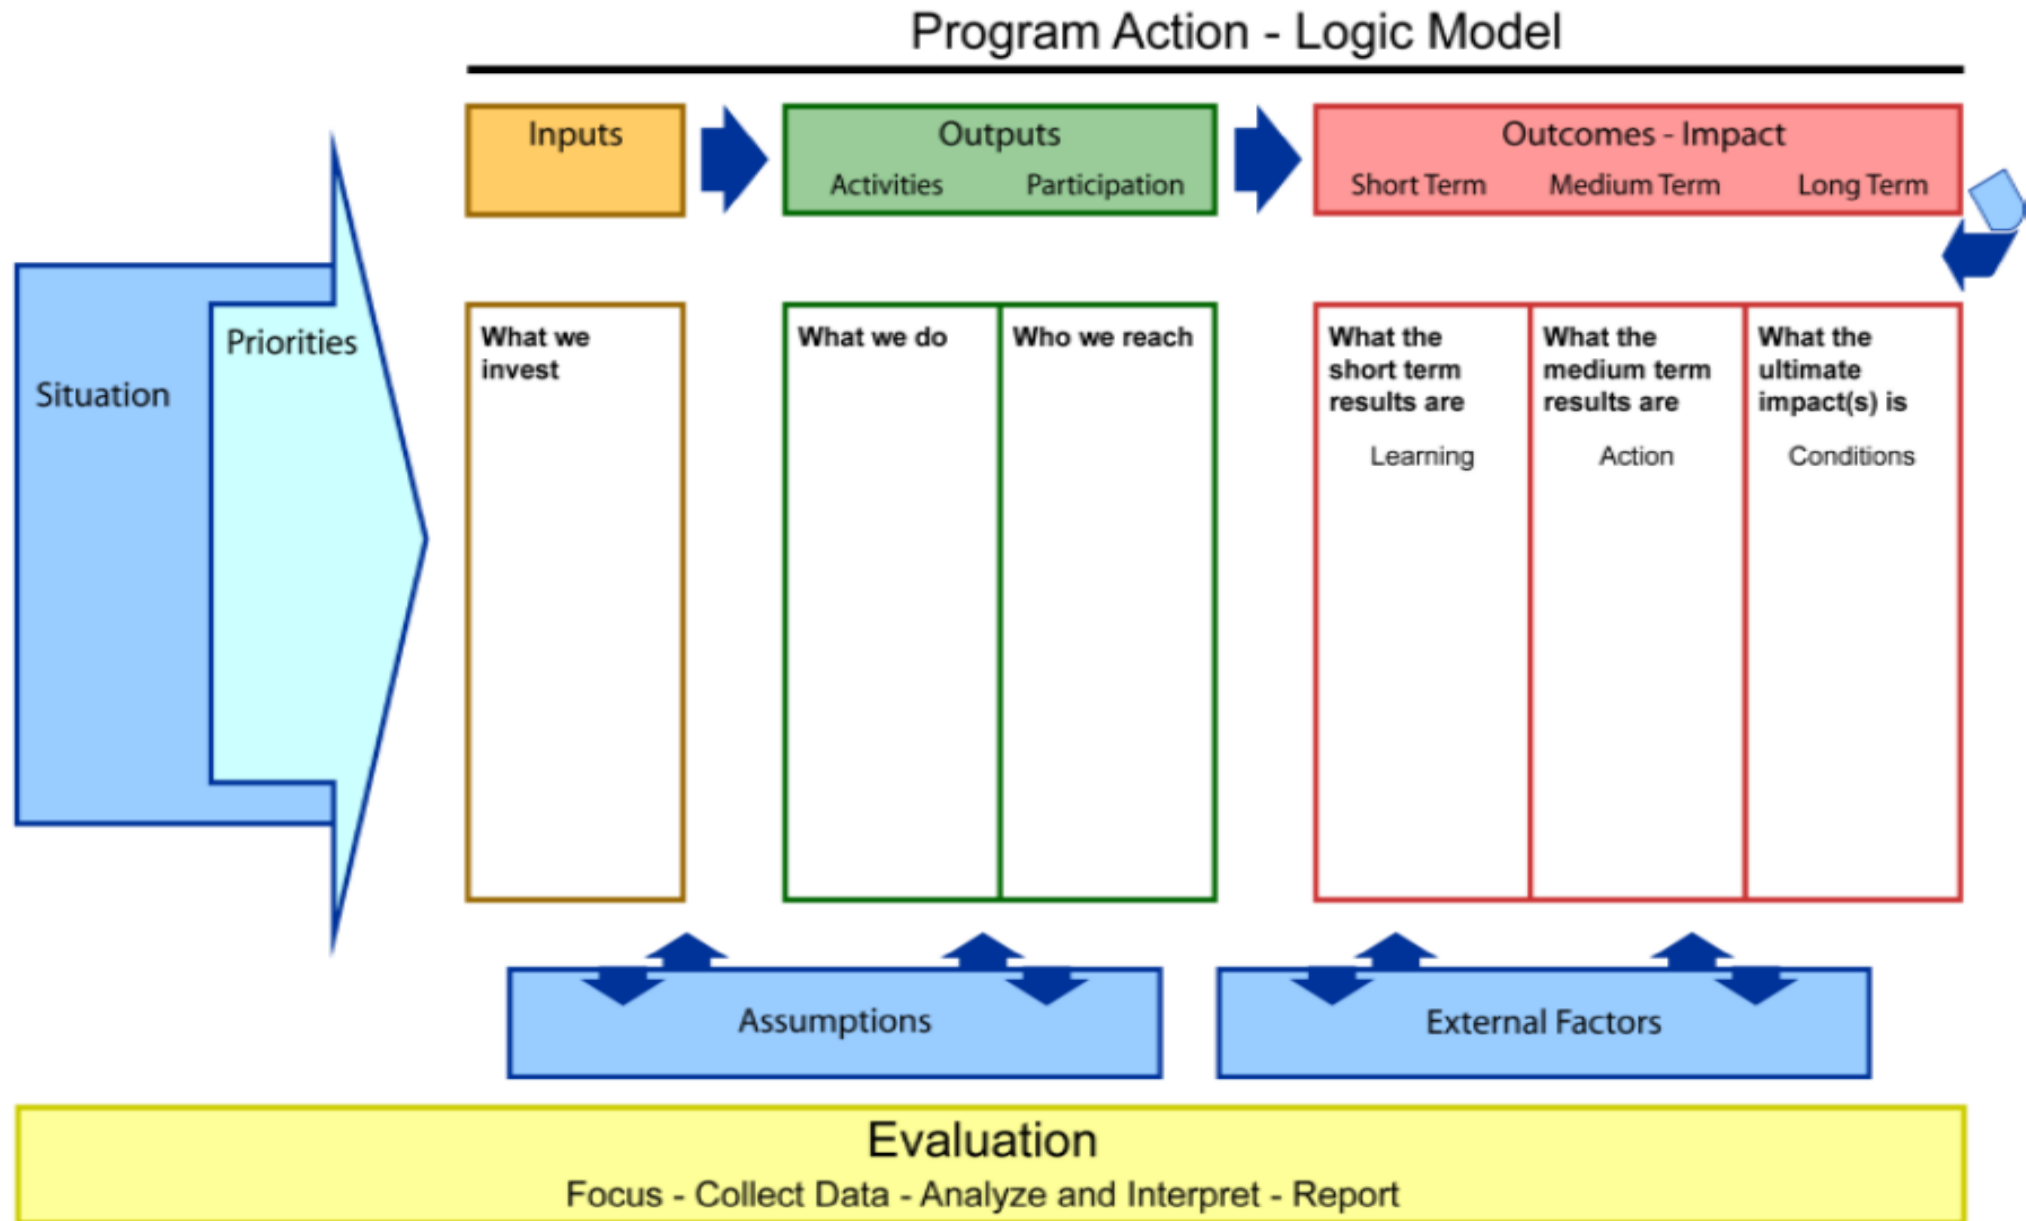 Program Action - Logic Model
Inputs
Outputs
Activities
Participation
Outcomes - Impact
Short Term
Medium Term
Long Term
Situation
Priorities
What we
invest
What we do
Who we reach
What the
short term
results are
Learning
What the
medium term
results are
Action
What the
ultimate
impact(s) is
Conditions
Assumptions
External Factors
Evaluation
Focus - Collect Data - Analyze and Interpret - Report